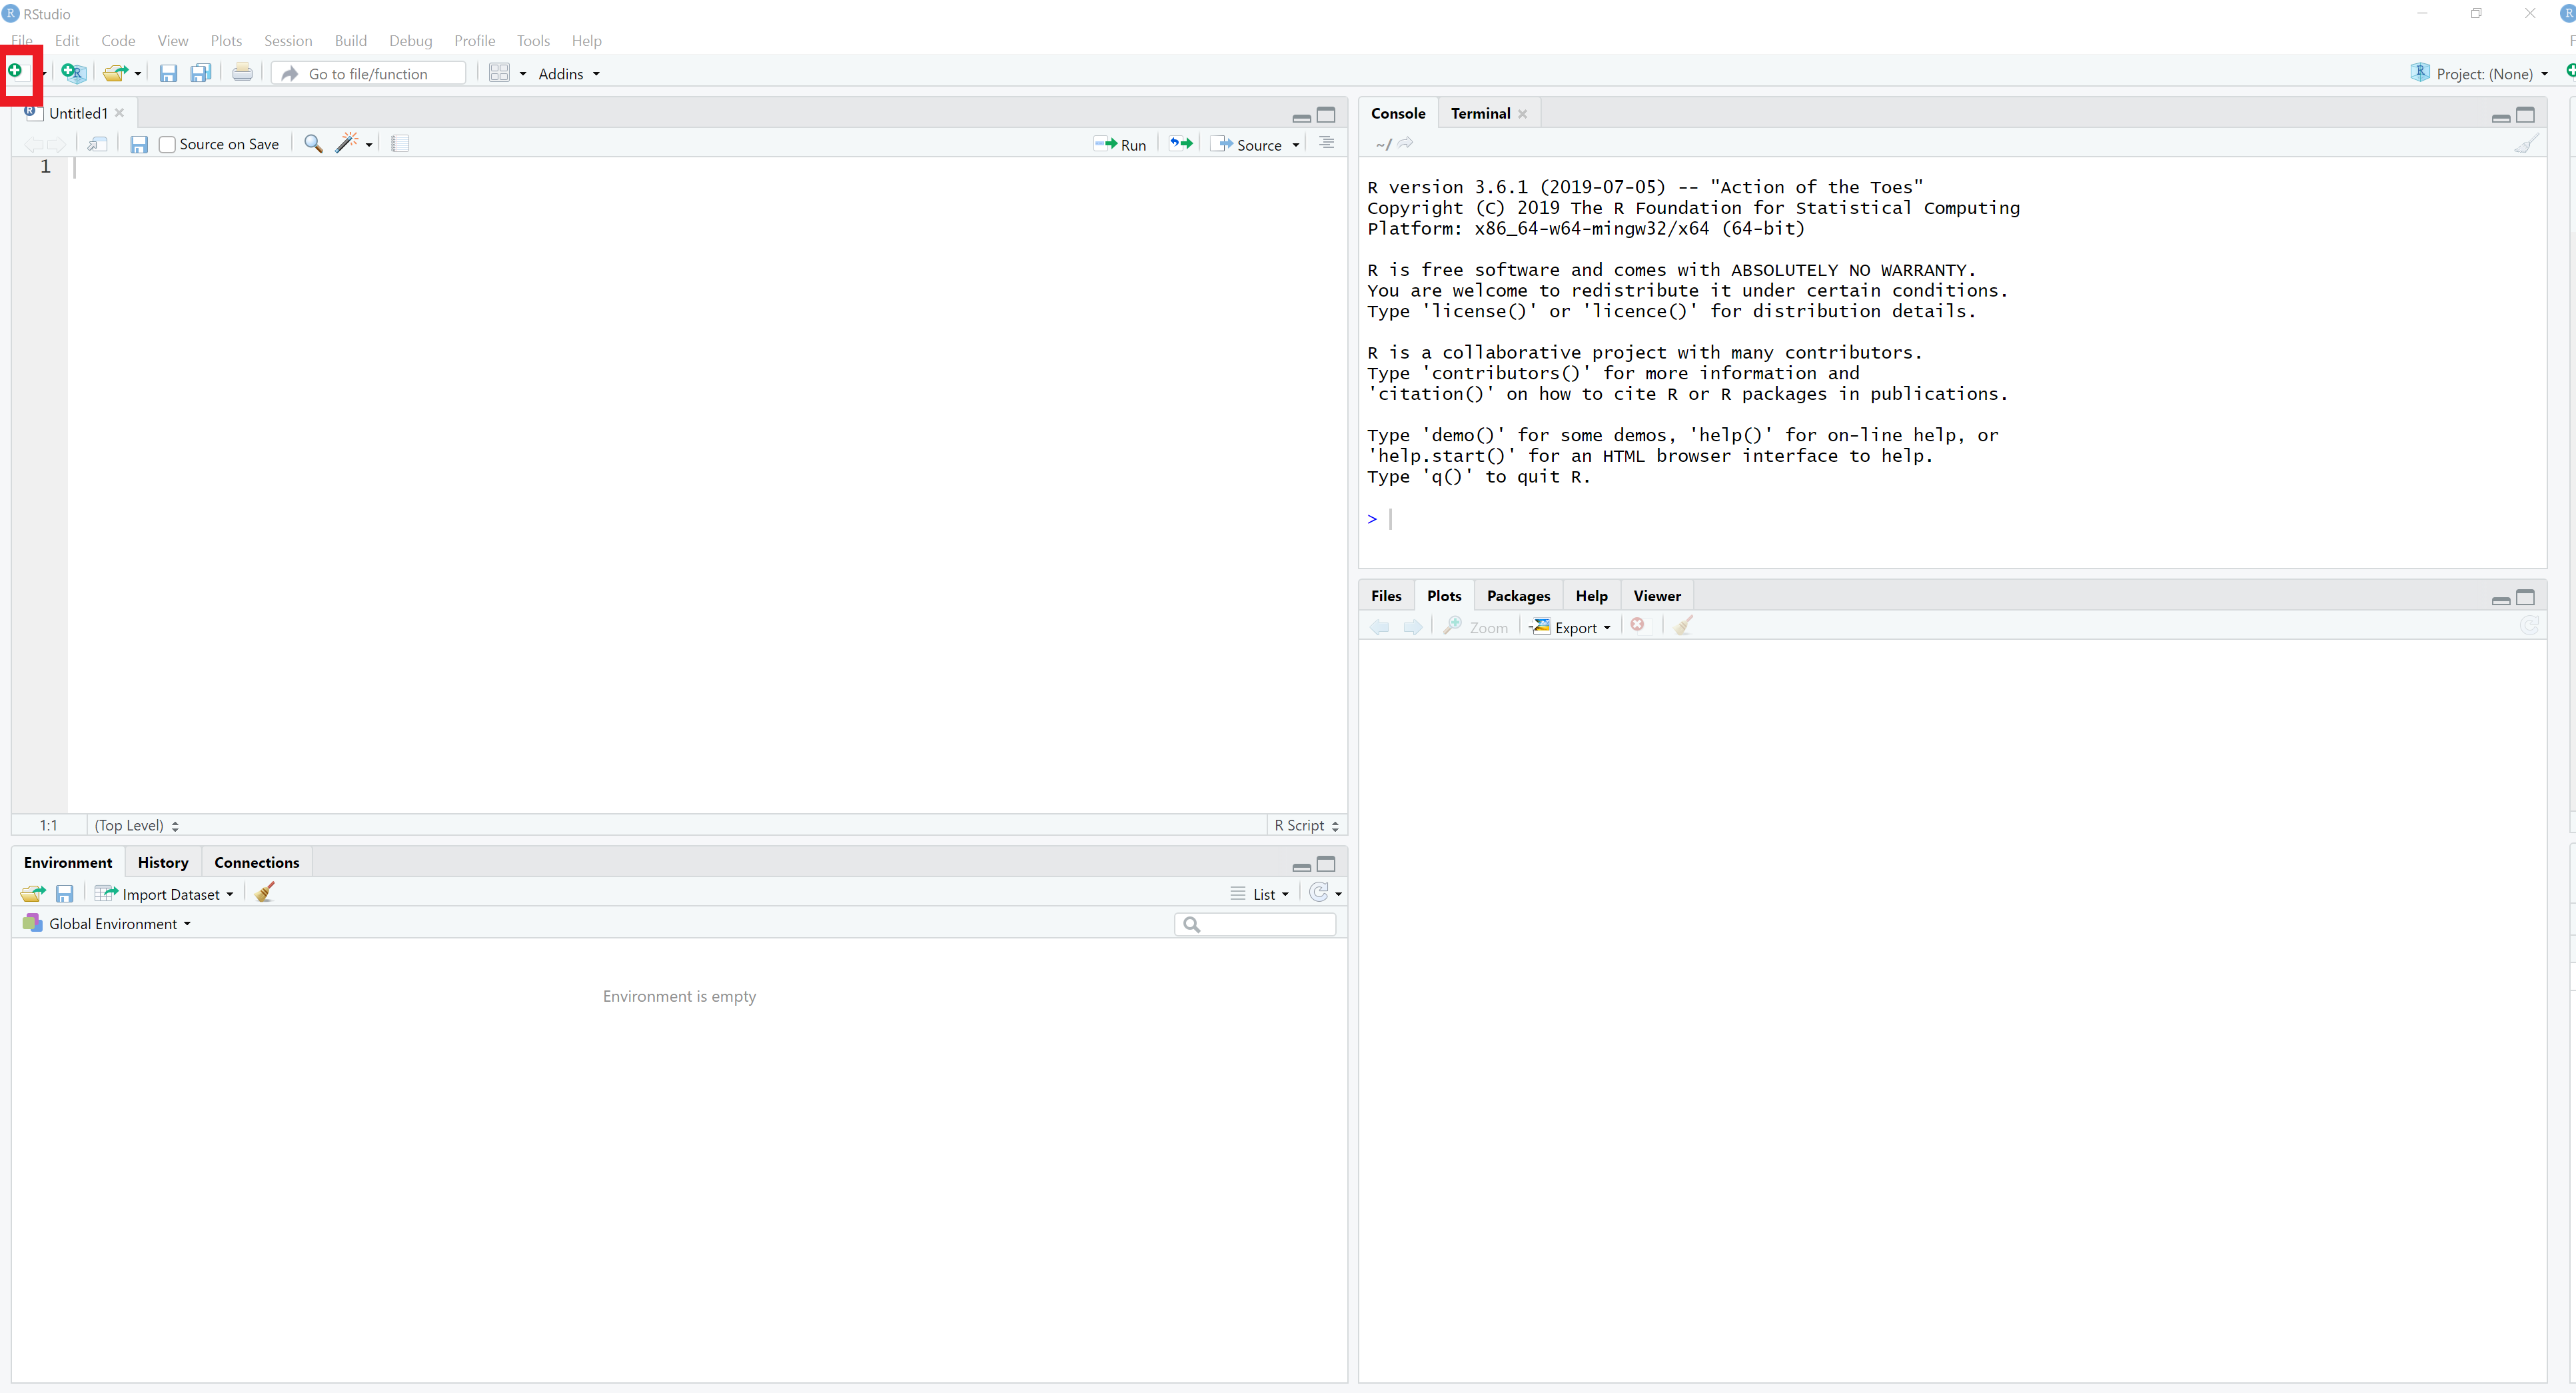 RStudio
File Edit Code View Plots Session Build Debug Profile Tools Help
Go to file/function Addins Project: (None)
Untitled1
Source on Save Run Source
1
1:1 (Top Level) R Script
Environment History Connections
Import Dataset List
Global Environment
Environment is empty
Console Terminal
~/
R version 3.6.1 (2019-07-05) -- "Action of the Toes"
Copyright (C) 2019 The R Foundation for Statistical Computing
Platform: x86_64-w64-mingw32/x64 (64-bit)
R is free software and comes with ABSOLUTELY NO WARRANTY.
You are welcome to redistribute it under certain conditions.
Type 'license()' or 'licence()' for distribution details.
R is a collaborative project with many contributors.
Type 'contributors()' for more information and
'citation()' on how to cite R or R packages in publications.
Type 'demo()' for some demos, 'help()' for on-line help, or
'help.start()' for an HTML browser interface to help.
Type 'q()' to quit R.
>
Files Plots Packages Help Viewer
Zoom Export